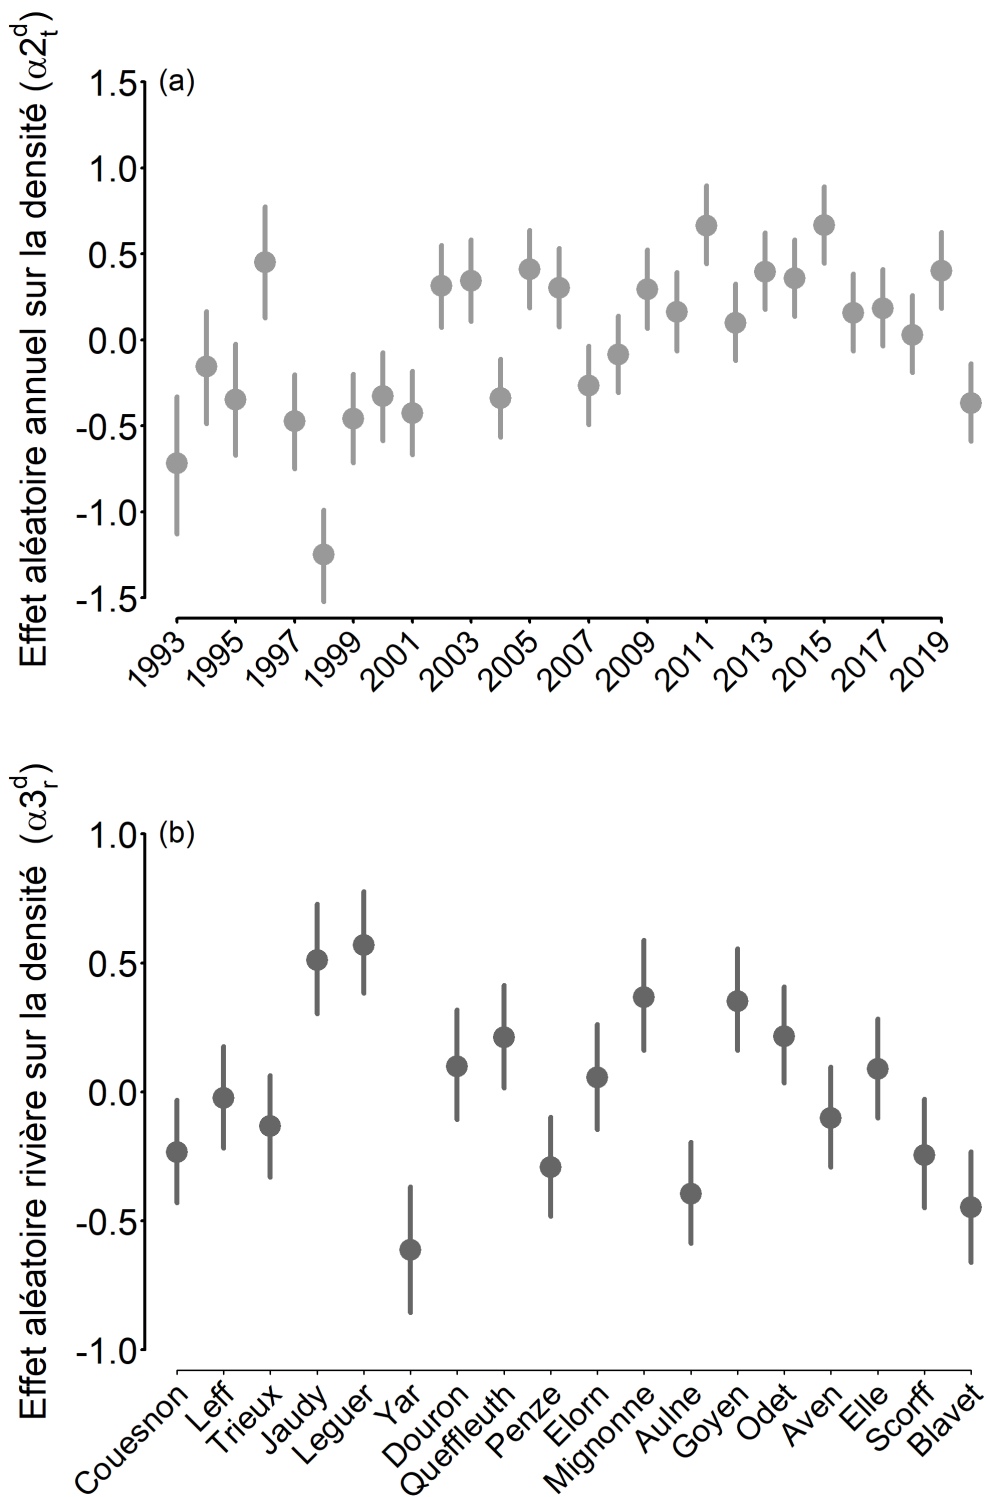 Effet aléatoire annuel sur la densité (α2ᵈₜ)
(a)
1.5
1.0
0.5
0.0
-0.5
-1.0
-1.5
1993
1995
1997
1999
2001
2003
2005
2007
2009
2011
2013
2015
2017
2019
Effet aléatoire rivière sur la densité (α3ᵈᵣ)
(b)
1.0
0.5
0.0
-0.5
-1.0
Couesnon
Leff
Trieux
Jaudy
Leguer
Yar
Douron
Queffleuth
Penze
Elorn
Mignonne
Aulne
Goyen
Odet
Aven
Elle
Scorff
Blavet